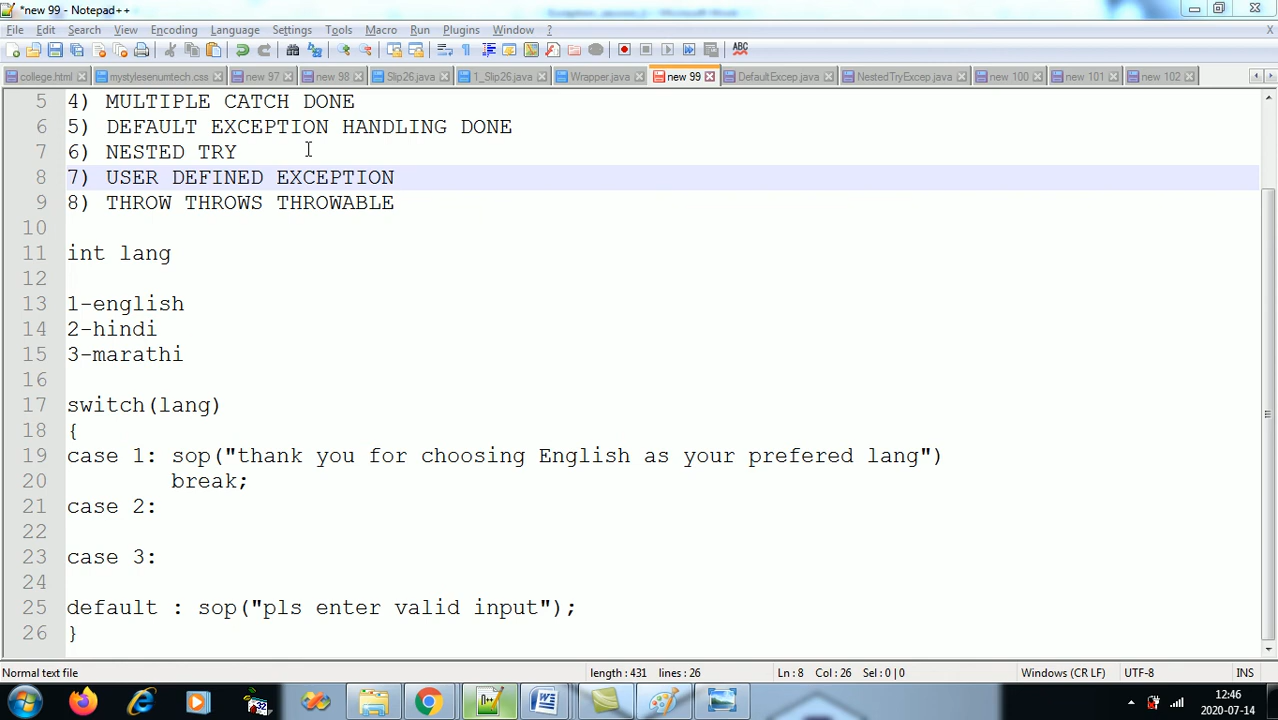 *new 99 - Notepad++
File Edit Search View Encoding Language Settings Tools Macro Run Plugins Window ?
X
college.html mystylesenumtech.css new 97 new 98 Slip26.java 1_Slip26.java Wrapper.java new 99 DefaultExcep.java NestedTryExcep.java new 100 new 101 new 102
5 4) MULTIPLE CATCH DONE
6 5) DEFAULT EXCEPTION HANDLING DONE
7 6) NESTED TRY
8 7) USER DEFINED EXCEPTION
9 8) THROW THROWS THROWABLE
10
11 int lang
12
13 1-english
14 2-hindi
15 3-marathi
16
17 switch(lang)
18 {
19 case 1: sop("thank you for choosing English as your prefered lang")
20 break;
21 case 2:
22
23 case 3:
24
25 default : sop("pls enter valid input");
26 }
Normal text file length : 431 lines : 26 Ln : 8 Col : 26 Sel : 0 | 0 Windows (CR LF) UTF-8 INS
12:46
2020-07-14